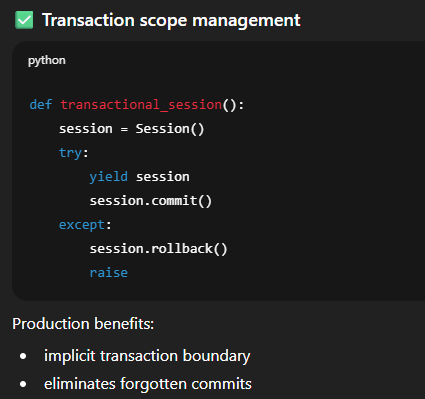 ✅ Transaction scope management
python
def transactional_session():
    session = Session()
    try:
        yield session
        session.commit()
    except:
        session.rollback()
        raise
Production benefits:
• implicit transaction boundary
• eliminates forgotten commits